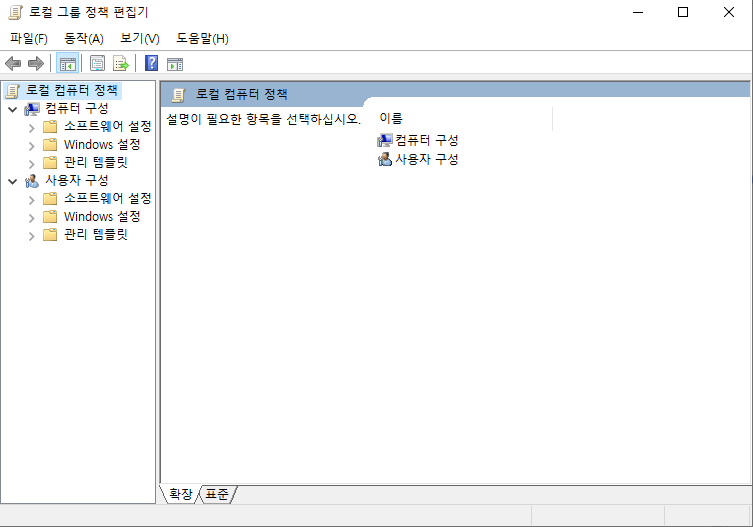 로컬 그룹 정책 편집기
파일(F) 동작(A) 보기(V) 도움말(H)
로컬 컴퓨터 정책
컴퓨터 구성
소프트웨어 설정
Windows 설정
관리 템플릿
사용자 구성
소프트웨어 설정
Windows 설정
관리 템플릿
로컬 컴퓨터 정책
설명이 필요한 항목을 선택하십시오.
이름
컴퓨터 구성
사용자 구성
확장 표준